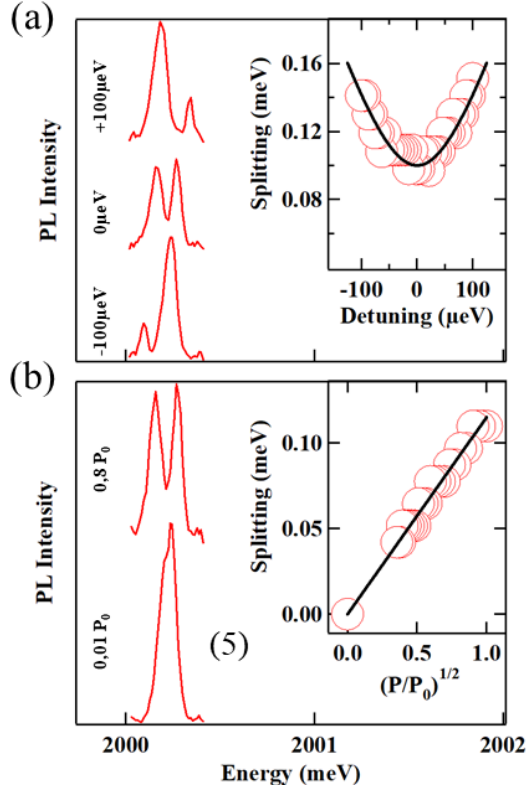 (a)
PL Intensity
+100µeV
0µeV
-100µeV
Splitting (meV)
0.16
0.12
0.08
-100 0 100
Detuning (µeV)
(b)
PL Intensity
0,8 P0
0,01 P0
(5)
Splitting (meV)
0.10
0.05
0.00
0.0 0.5 1.0
(P/P0)1/2
2000 2001 2002
Energy (meV)